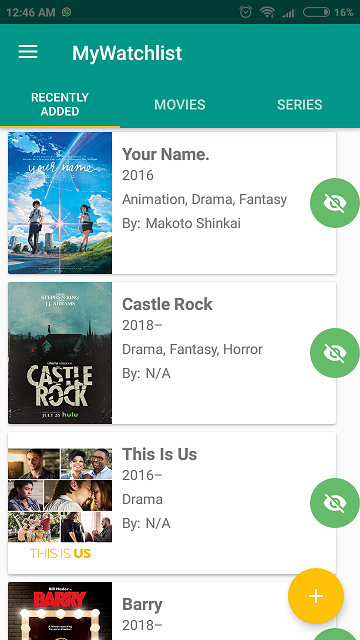 12:46 AM
16%
MyWatchlist
RECENTLY
ADDED
MOVIES
SERIES
your name.
Your Name.
2016
Animation, Drama, Fantasy
By: Makoto Shinkai
STEPHEN KING
J.J. ABRAMS
CASTLE
ROCK
JULY 25 hulu
Castle Rock
2018–
Drama, Fantasy, Horror
By: N/A
THIS IS US
This Is Us
2016–
Drama
By: N/A
Bill Hader is
BARRY
Barry
2018–